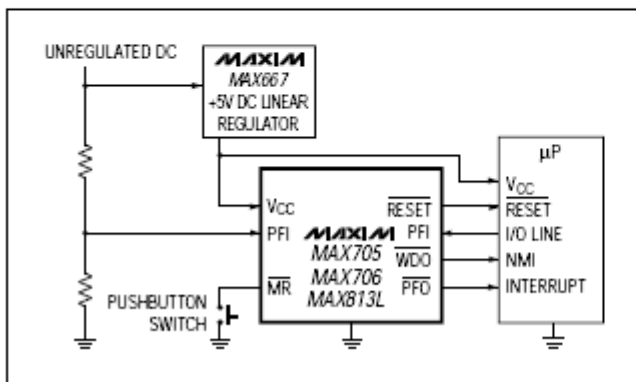 UNREGULATED DC
MAXIM
MAX667
+5V DC LINEAR
REGULATOR
µP
VCC
RESET
I/O LINE
NMI
INTERRUPT
VCC
PFI
MR
MAXIM
MAX705
MAX706
MAX813L
RESET
PFI
WDO
PFO
PUSHBUTTON
SWITCH